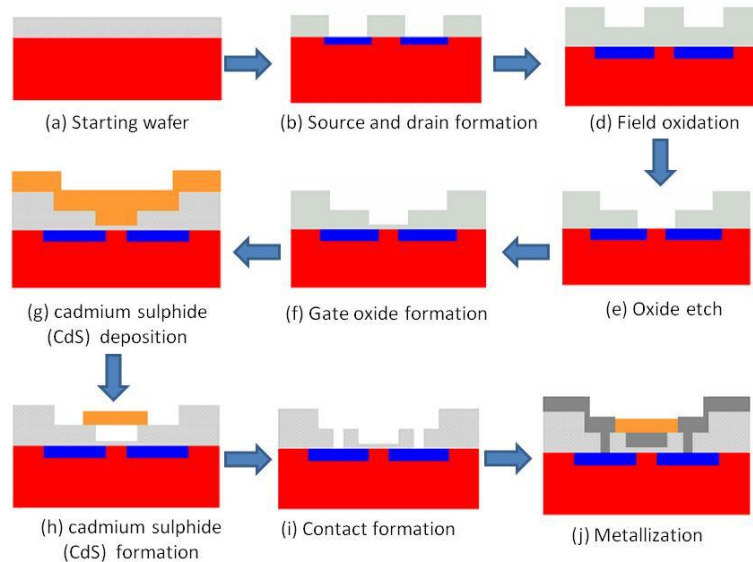 (a) Starting wafer
(b) Source and drain formation
(d) Field oxidation
(g) cadmium sulphide
(CdS) deposition
(f) Gate oxide formation
(e) Oxide etch
(h) cadmium sulphide
(CdS) formation
(i) Contact formation
(j) Metallization